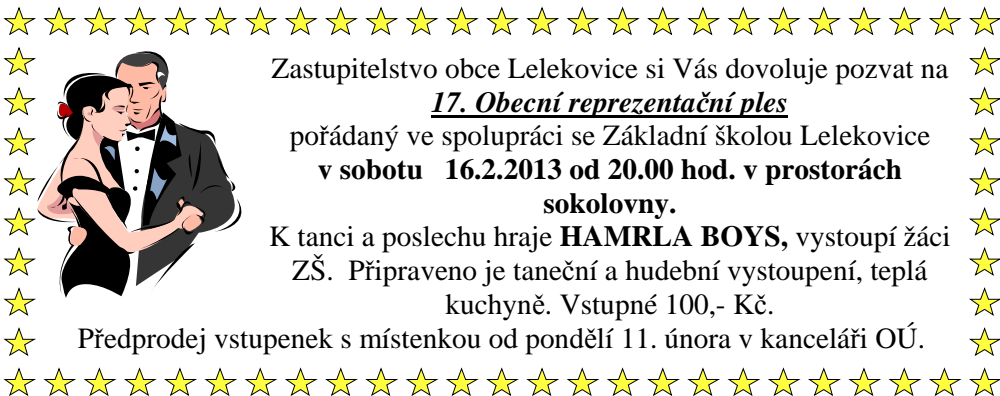 Zastupitelstvo obce Lelekovice si Vás dovoluje pozvat na
17. Obecní reprezentační ples
pořádaný ve spolupráci se Základní školou Lelekovice
v sobotu   16.2.2013 od 20.00 hod. v prostorách
sokolovny.
K tanci a poslechu hraje HAMRLA BOYS, vystoupí žáci
ZŠ.  Připraveno je taneční a hudební vystoupení, teplá
kuchyně. Vstupné 100,- Kč.
Předprodej vstupenek s místenkou od pondělí 11. února v kanceláři OÚ.